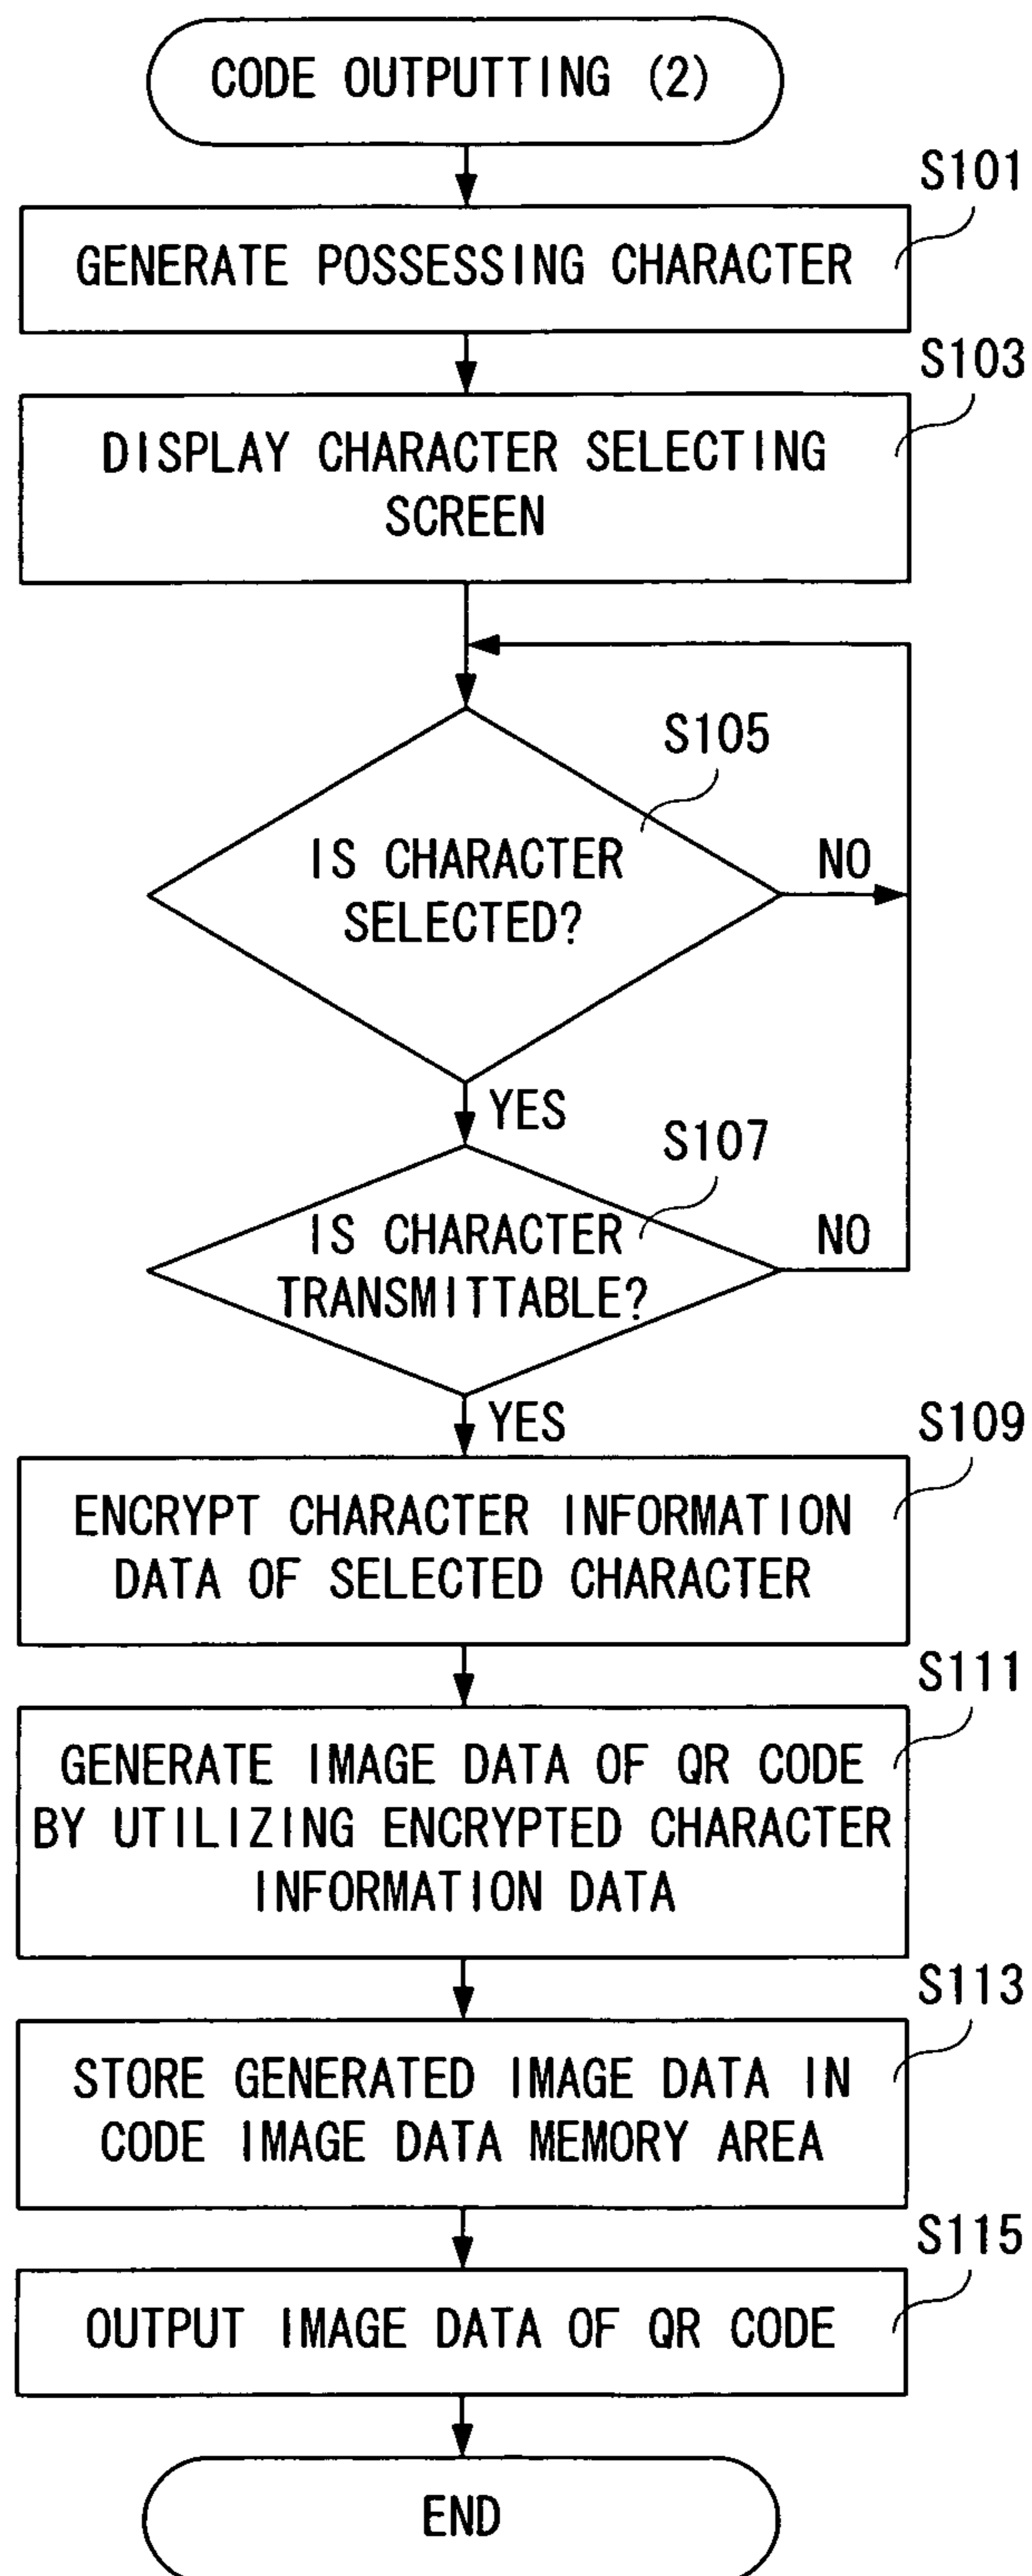 CODE OUTPUTTING (2)
S101
GENERATE POSSESSING CHARACTER
S103
DISPLAY CHARACTER SELECTING
SCREEN
S105
IS CHARACTER
SELECTED?
NO
YES
S107
IS CHARACTER
TRANSMITTABLE?
NO
YES
S109
ENCRYPT CHARACTER INFORMATION
DATA OF SELECTED CHARACTER
S111
GENERATE IMAGE DATA OF QR CODE
BY UTILIZING ENCRYPTED CHARACTER
INFORMATION DATA
S113
STORE GENERATED IMAGE DATA IN
CODE IMAGE DATA MEMORY AREA
S115
OUTPUT IMAGE DATA OF QR CODE
END